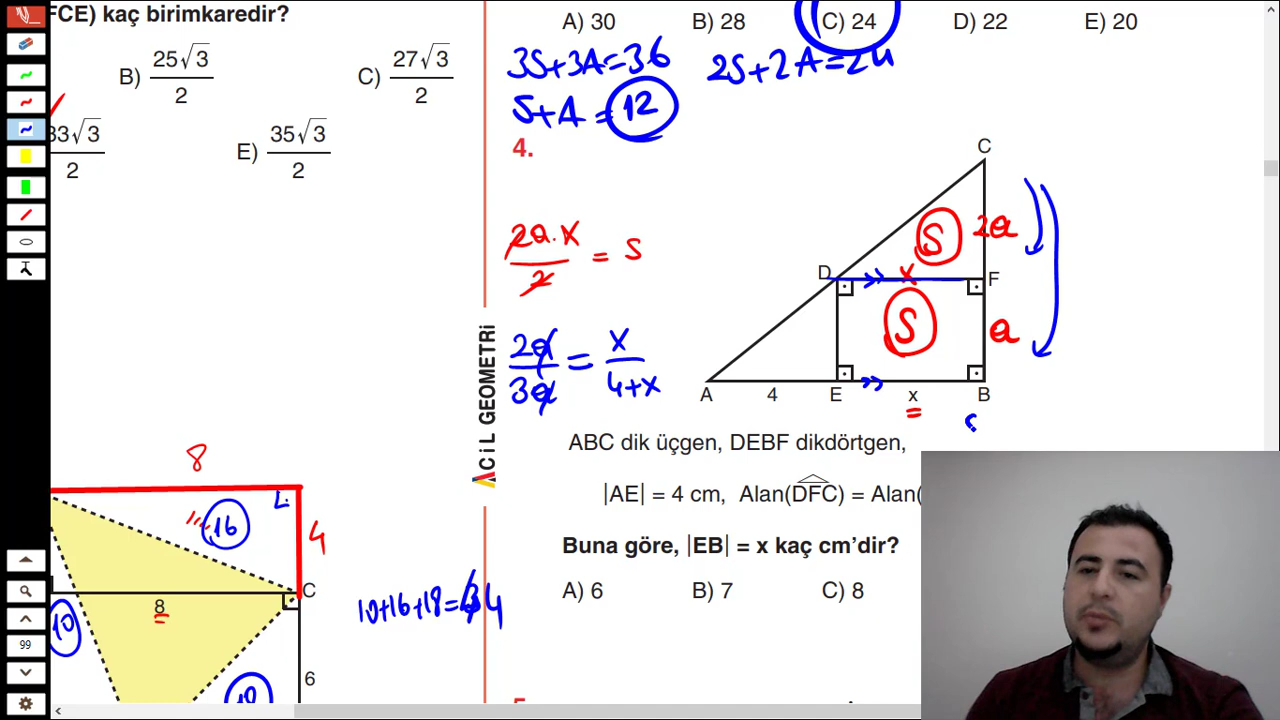 FCE) kaç birimkaredir?
B) 25√3/2
C) 27√3/2
33√3/2
E) 35√3/2
A) 30 B) 28 C) 24 D) 22 E) 20
3S+3A=36 2S+2A=24
S+A=12
4.
C
2a.x/2 = S
S 2a
D x F
S a
2a/3a = x/4+x
A 4 E x B
ACİL GEOMETRİ
ABC dik üçgen, DEBF dikdörtgen,
|AE| = 4 cm, Alan(DFC) = Alan(
Buna göre, |EB| = x kaç cm'dir?
A) 6 B) 7 C) 8
8
16
4
C
8
10
10+16+18=44
6
99